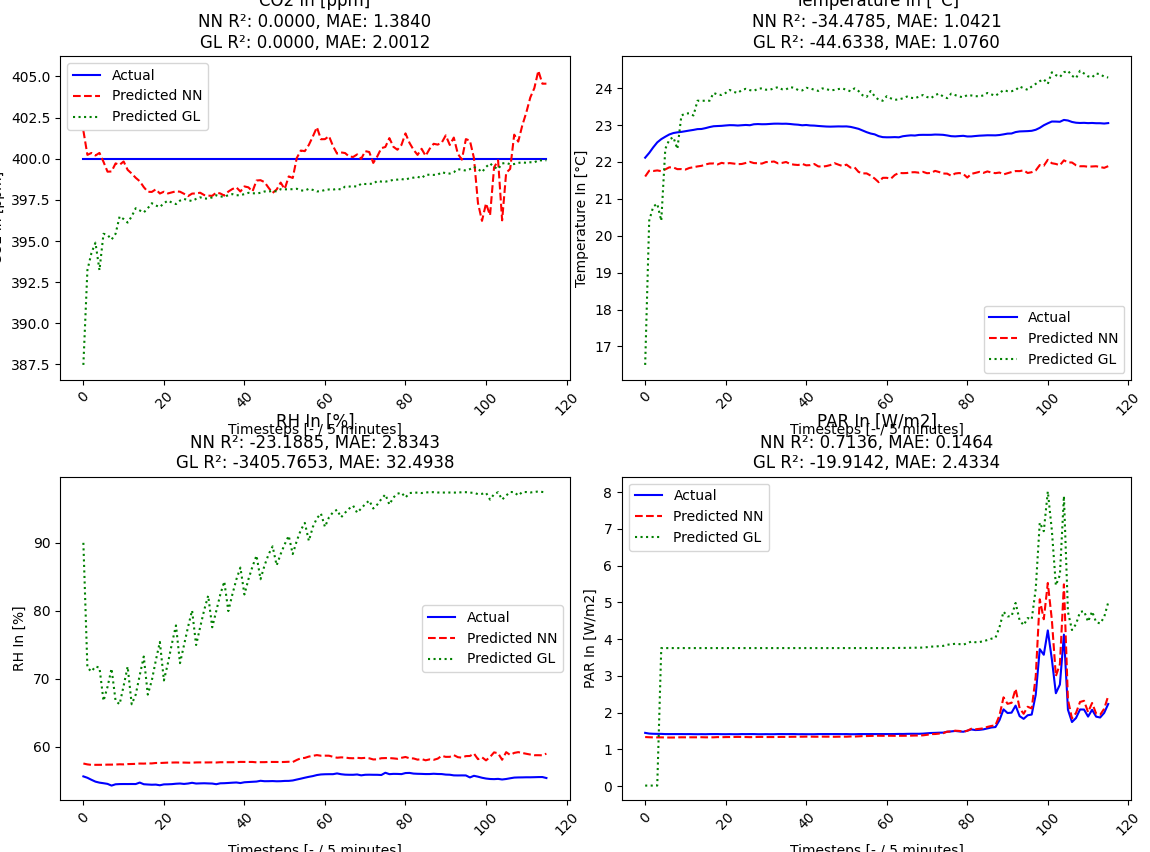 CO2 In [ppm]
NN R²: 0.0000, MAE: 1.3840
GL R²: 0.0000, MAE: 2.0012
405.0
402.5
400.0
397.5
395.0
392.5
390.0
387.5
Actual
Predicted NN
Predicted GL
0
20
40
60
80
100
120
Timesteps [- / 5 minutes]
Temperature In [°C]
NN R²: -34.4785, MAE: 1.0421
GL R²: -44.6338, MAE: 1.0760
Temperature In [°C]
24
23
22
21
20
19
18
17
Actual
Predicted NN
Predicted GL
0
20
40
60
80
100
120
Timesteps [- / 5 minutes]
RH In [%]
NN R²: -23.1885, MAE: 2.8343
GL R²: -3405.7653, MAE: 32.4938
RH In [%]
90
80
70
60
Actual
Predicted NN
Predicted GL
0
20
40
60
80
100
120
Timesteps [- / 5 minutes]
PAR In [W/m2]
NN R²: 0.7136, MAE: 0.1464
GL R²: -19.9142, MAE: 2.4334
PAR In [W/m2]
8
7
6
5
4
3
2
1
0
Actual
Predicted NN
Predicted GL
0
20
40
60
80
100
120
Timesteps [- / 5 minutes]